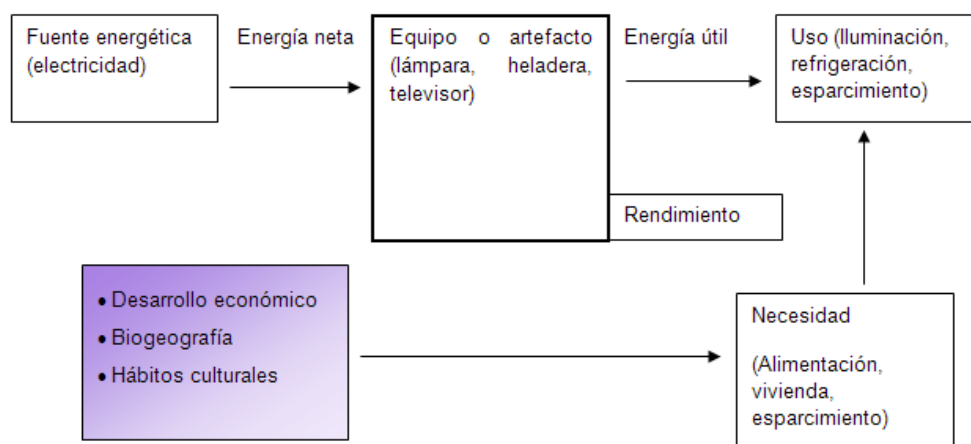 Fuente energética
(electricidad)
Energía neta
Equipo o artefacto
(lámpara, heladera,
televisor)
Energía útil
Uso (Iluminación,
refrigeración,
esparcimiento)
Rendimiento
• Desarrollo económico
• Biogeografía
• Hábitos culturales
Necesidad
(Alimentación,
vivienda,
esparcimiento)